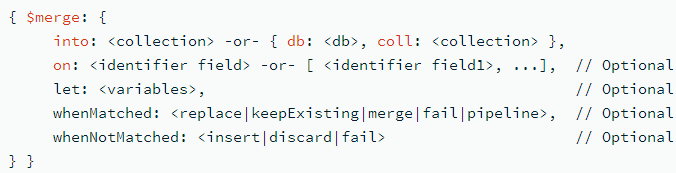 { $merge: {
     into: <collection> -or- { db: <db>, coll: <collection> },
     on: <identifier field> -or- [ <identifier field1>, ...],  // Optional
     let: <variables>,                                         // Optional
     whenMatched: <replace|keepExisting|merge|fail|pipeline>,  // Optional
     whenNotMatched: <insert|discard|fail>                     // Optional
} }